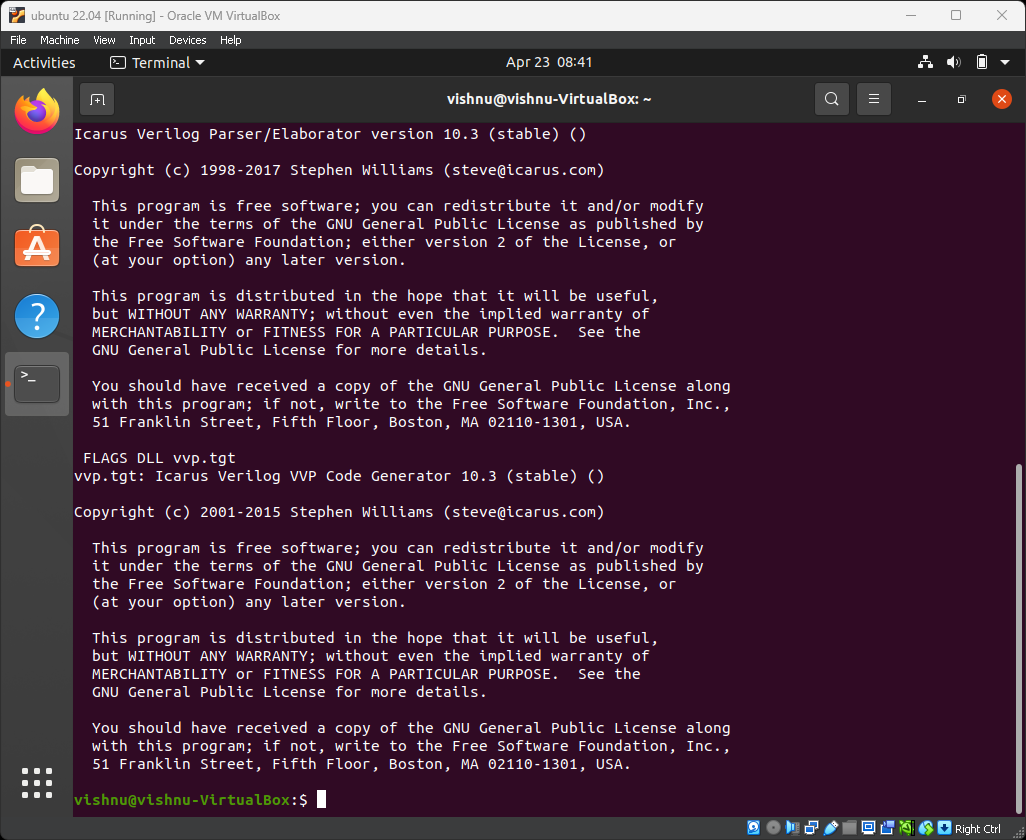 ubuntu 22.04 [Running] - Oracle VM VirtualBox
File Machine View Input Devices Help
Activities Terminal Apr 23 08:41
vishnu@vishnu-VirtualBox: ~
Icarus Verilog Parser/Elaborator version 10.3 (stable) ()
Copyright (c) 1998-2017 Stephen Williams (steve@icarus.com)
This program is free software; you can redistribute it and/or modify
it under the terms of the GNU General Public License as published by
the Free Software Foundation; either version 2 of the License, or
(at your option) any later version.
This program is distributed in the hope that it will be useful,
but WITHOUT ANY WARRANTY; without even the implied warranty of
MERCHANTABILITY or FITNESS FOR A PARTICULAR PURPOSE.  See the
GNU General Public License for more details.
You should have received a copy of the GNU General Public License along
with this program; if not, write to the Free Software Foundation, Inc.,
51 Franklin Street, Fifth Floor, Boston, MA 02110-1301, USA.
FLAGS DLL vvp.tgt
vvp.tgt: Icarus Verilog VVP Code Generator 10.3 (stable) ()
Copyright (c) 2001-2015 Stephen Williams (steve@icarus.com)
This program is free software; you can redistribute it and/or modify
it under the terms of the GNU General Public License as published by
the Free Software Foundation; either version 2 of the License, or
(at your option) any later version.
This program is distributed in the hope that it will be useful,
but WITHOUT ANY WARRANTY; without even the implied warranty of
MERCHANTABILITY or FITNESS FOR A PARTICULAR PURPOSE.  See the
GNU General Public License for more details.
You should have received a copy of the GNU General Public License along
with this program; if not, write to the Free Software Foundation, Inc.,
51 Franklin Street, Fifth Floor, Boston, MA 02110-1301, USA.
vishnu@vishnu-VirtualBox:$
Right Ctrl